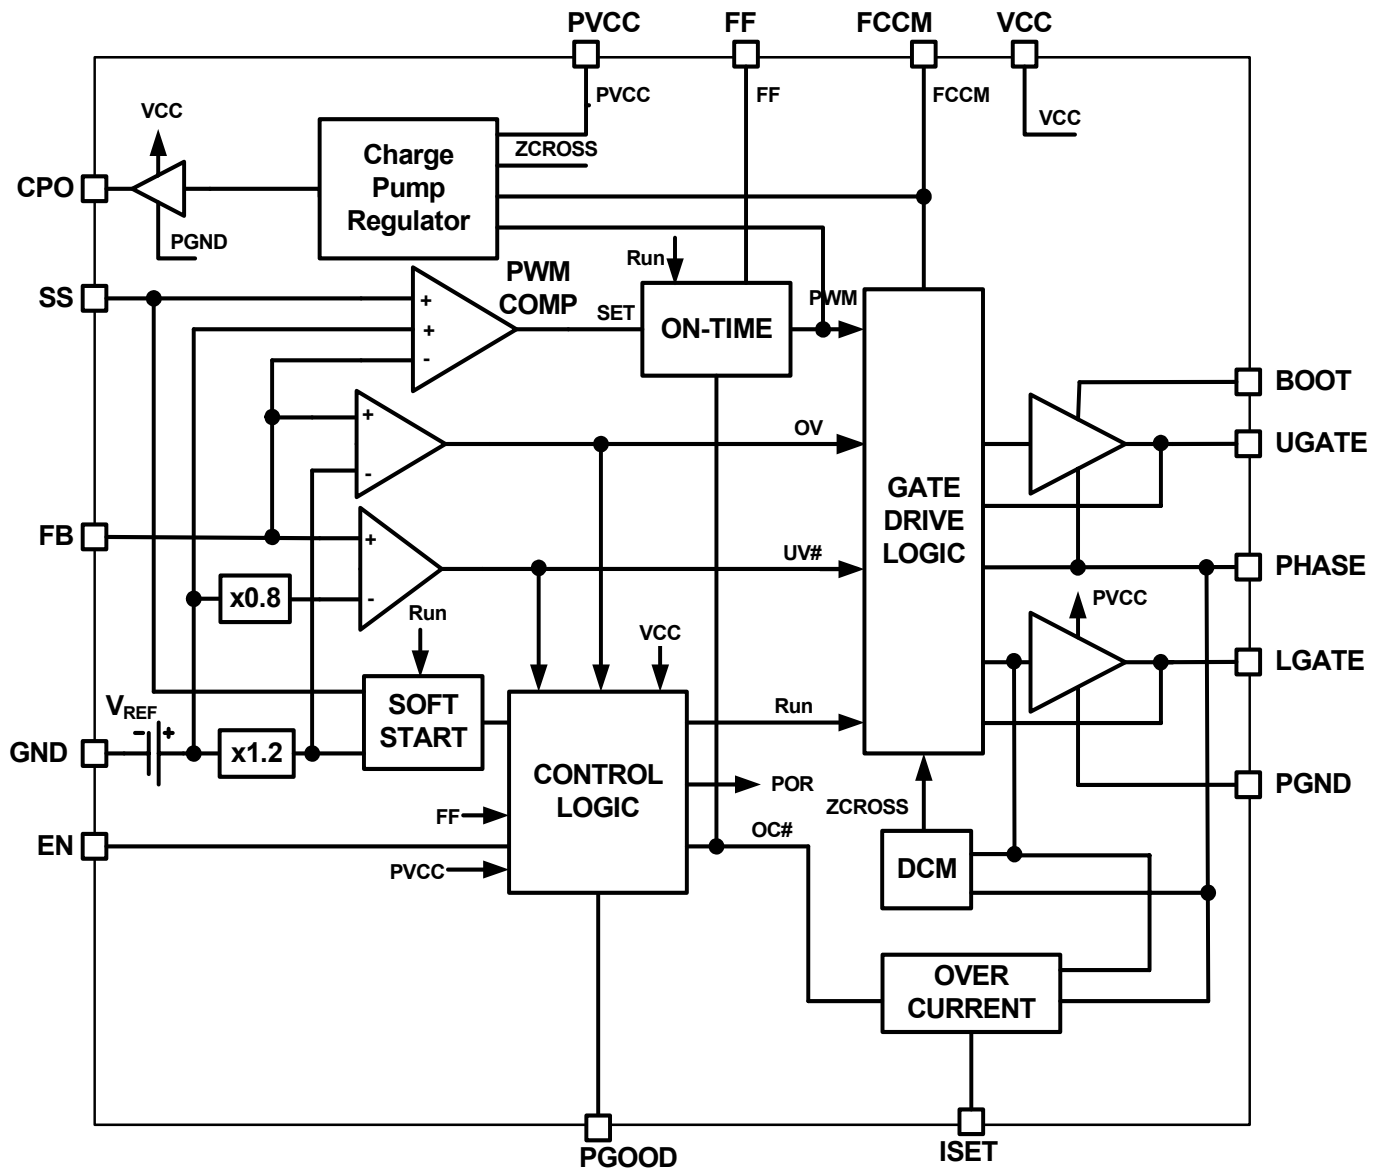 PVCC
FF
FCCM
VCC
PVCC
FF
FCCM
VCC
VCC
ZCROSS
Charge
Pump
Regulator
CPO
PGND
Run
PWM
COMP
SS
+
+
-
SET
ON-TIME
PWM
BOOT
+
-
OV
UGATE
GATE
DRIVE
LOGIC
FB
+
-
UV#
PHASE
x0.8
Run
VCC
PVCC
LGATE
SOFT
START
VREF
- +
GND
x1.2
Run
CONTROL
LOGIC
POR
PGND
ZCROSS
FF
OC#
EN
PVCC
DCM
OVER
CURRENT
PGOOD
ISET